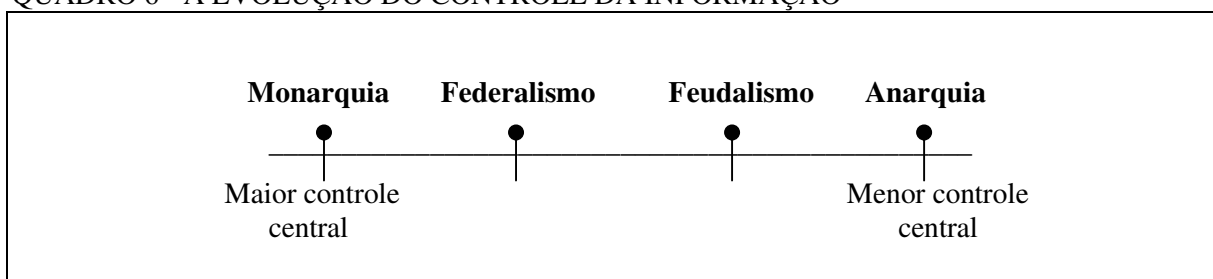 QUADRO 6 - A EVOLUÇÃO DO CONTROLE DA INFORMAÇÃO
Monarquia Federalismo Feudalismo Anarquia
Maior controle Menor controle
central central